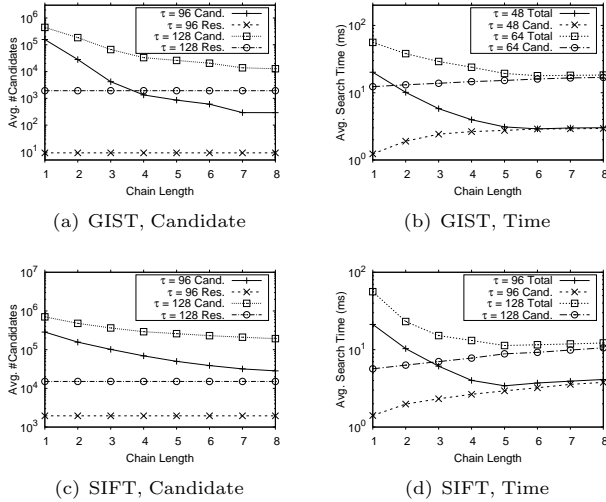 10^6
10^5
10^4
10^3
10^2
10^1
Avg. #Candidates
τ = 96 Cand.
τ = 96 Res.
τ = 128 Cand.
τ = 128 Res.
1 2 3 4 5 6 7 8
Chain Length
(a) GIST, Candidate
10^2
10^1
10^0
Avg. Search Time (ms)
τ = 48 Total
τ = 48 Cand.
τ = 64 Total
τ = 64 Cand.
1 2 3 4 5 6 7 8
Chain Length
(b) GIST, Time
10^7
10^6
10^5
10^4
10^3
Avg. #Candidates
τ = 96 Cand.
τ = 96 Res.
τ = 128 Cand.
τ = 128 Res.
1 2 3 4 5 6 7 8
Chain Length
(c) SIFT, Candidate
10^2
10^1
10^0
Avg. Search Time (ms)
τ = 96 Total
τ = 96 Cand.
τ = 128 Total
τ = 128 Cand.
1 2 3 4 5 6 7 8
Chain Length
(d) SIFT, Time